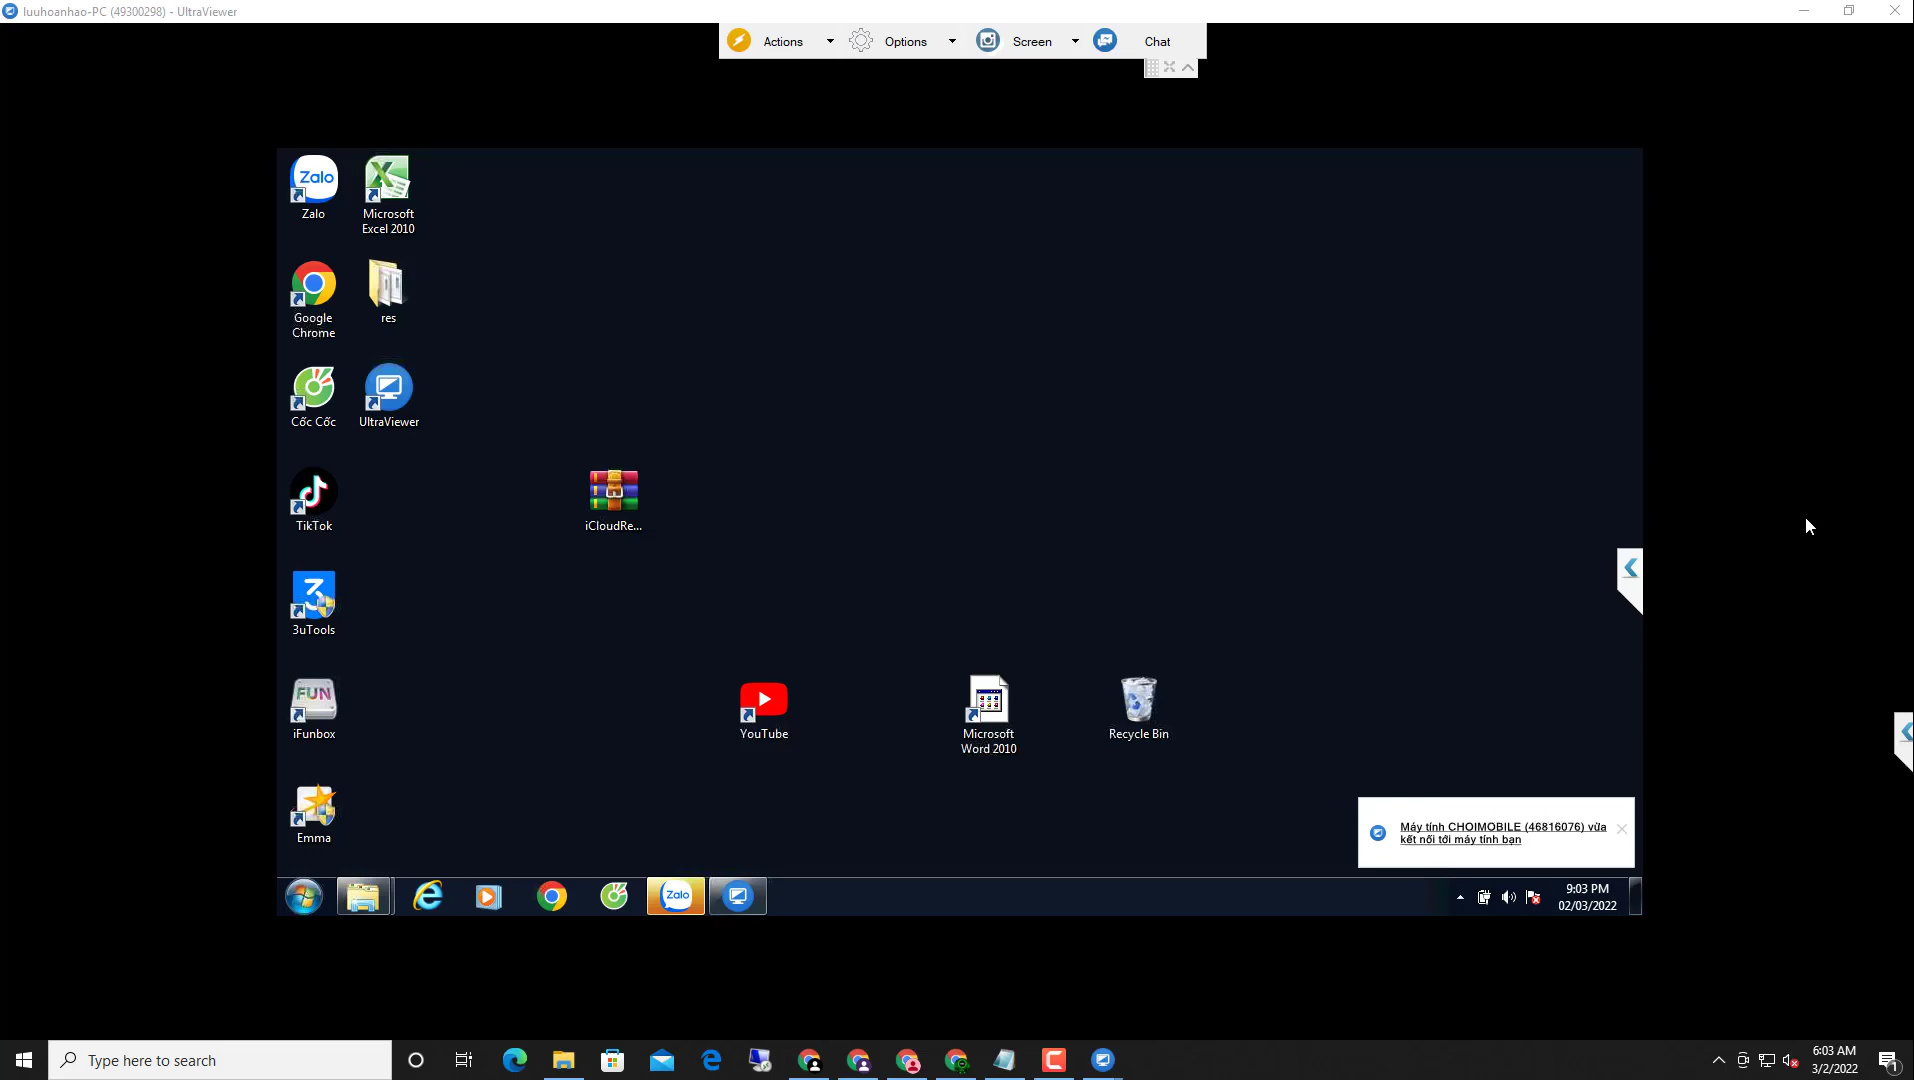 luuhoanhao-PC (49300298) - UltraViewer
Actions
Options
Screen
Chat
Zalo
Zalo
Microsoft
Excel 2010
Google
Chrome
res
Cốc Cốc
UltraViewer
TikTok
iCloudRe...
3uTools
FUN
iFunbox
YouTube
Microsoft
Word 2010
Recycle Bin
Emma
Máy tính CHOIMOBILE (46816076) vừa
kết nối tới máy tính bạn
Zalo
9:03 PM
02/03/2022
Type here to search
6:03 AM
3/2/2022
1